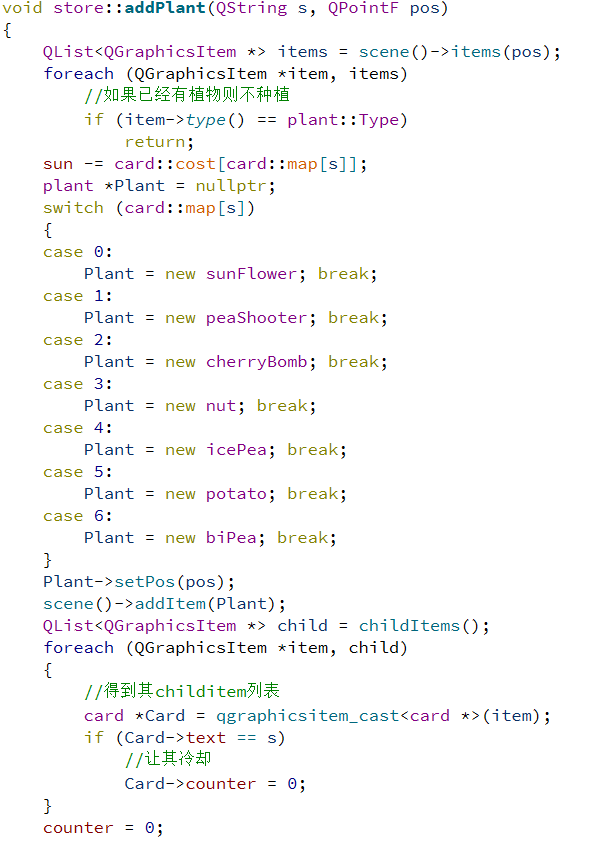 void store::addPlant(QString s, QPointF pos)
{
    QList<QGraphicsItem *> items = scene()->items(pos);
    foreach (QGraphicsItem *item, items)
        //如果已经有植物则不种植
        if (item->type() == plant::Type)
            return;
    sun -= card::cost[card::map[s]];
    plant *Plant = nullptr;
    switch (card::map[s])
    {
    case 0:
        Plant = new sunFlower; break;
    case 1:
        Plant = new peaShooter; break;
    case 2:
        Plant = new cherryBomb; break;
    case 3:
        Plant = new nut; break;
    case 4:
        Plant = new icePea; break;
    case 5:
        Plant = new potato; break;
    case 6:
        Plant = new biPea; break;
    }
    Plant->setPos(pos);
    scene()->addItem(Plant);
    QList<QGraphicsItem *> child = childItems();
    foreach (QGraphicsItem *item, child)
    {
        //得到其childitem列表
        card *Card = qgraphicsitem_cast<card *>(item);
        if (Card->text == s)
            //让其冷却
            Card->counter = 0;
    }
    counter = 0;